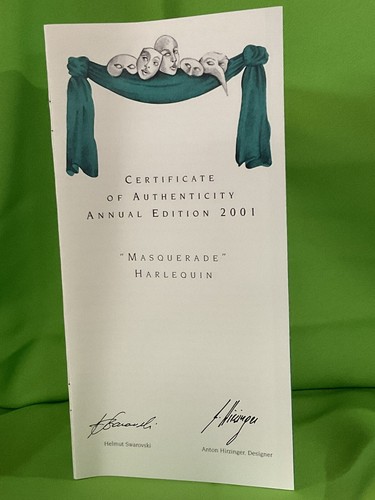 CERTIFICATE
OF AUTHENTICITY
ANNUAL EDITION 2001
"MASQUERADE"
HARLEQUIN
Helmut Swarovski
Anton Hirzinger, Designer